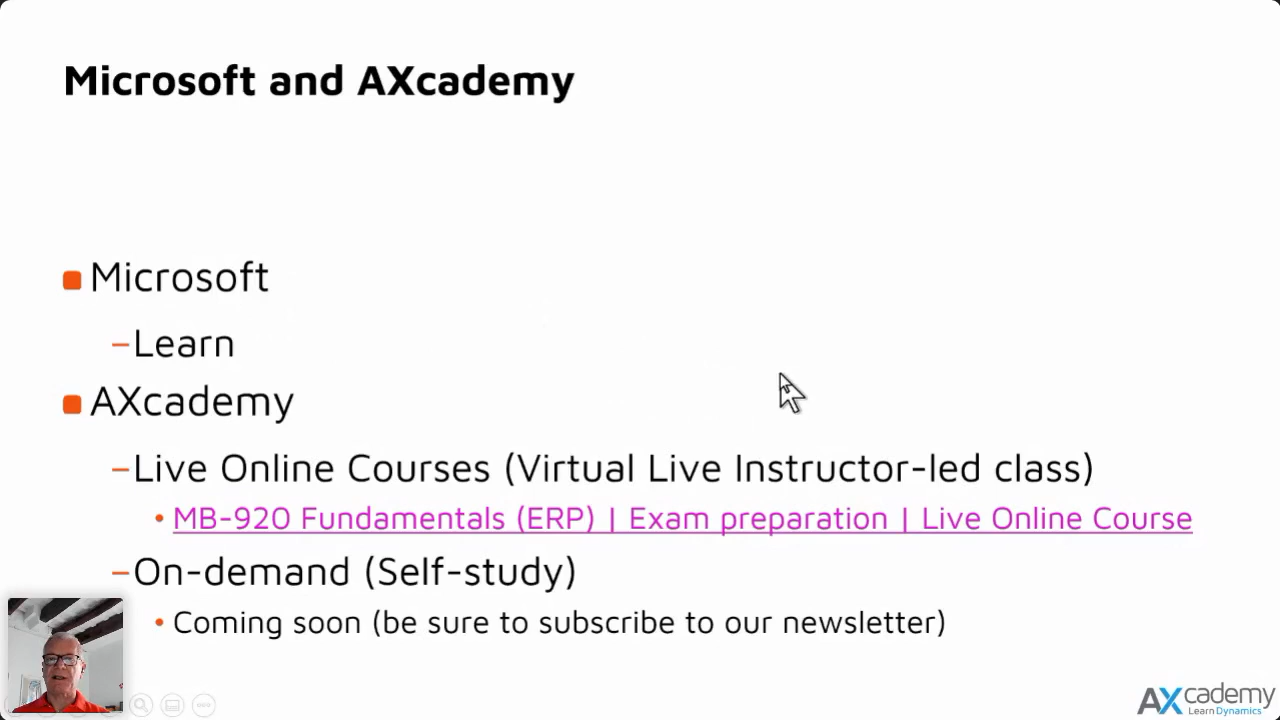 Microsoft and AXcademy
Microsoft
–Learn
AXcademy
–Live Online Courses (Virtual Live Instructor-led class)
• MB-920 Fundamentals (ERP) | Exam preparation | Live Online Course
–On-demand (Self-study)
• Coming soon (be sure to subscribe to our newsletter)
AXcademy
Learn Dynamics